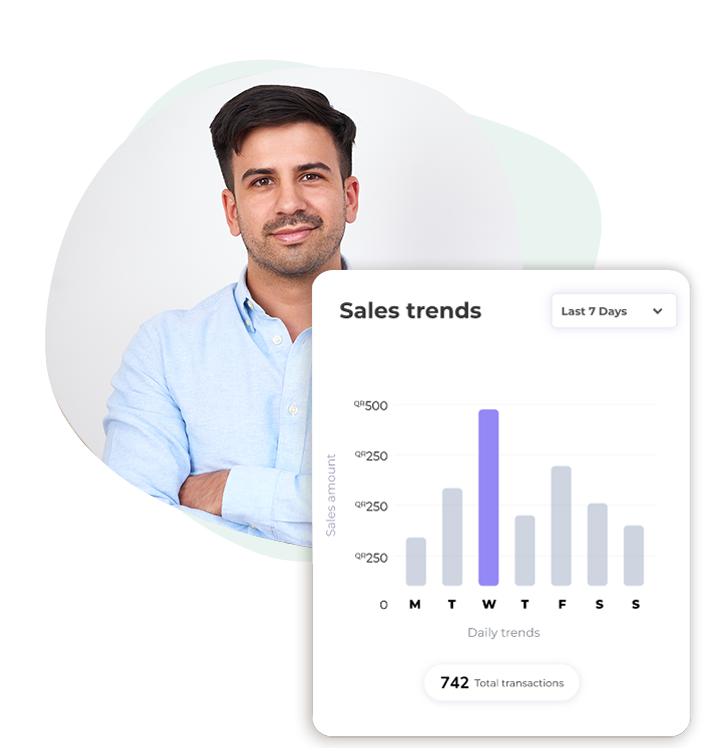 Sales trends
Last 7 Days
QR500
QR250
QR250
QR250
0
Sales amount
M T W T F S S
Daily trends
742 Total transactions